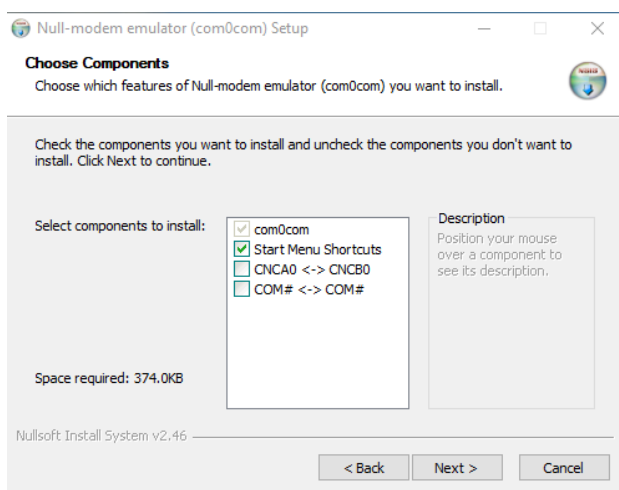 Null-modem emulator (com0com) Setup
Choose Components
Choose which features of Null-modem emulator (com0com) you want to install.
Check the components you want to install and uncheck the components you don't want to
install. Click Next to continue.
Select components to install:
com0com
Start Menu Shortcuts
CNCA0 <-> CNCB0
COM# <-> COM#
Description
Position your mouse
over a component to
see its description.
Space required: 374.0KB
Nullsoft Install System v2.46
< Back
Next >
Cancel